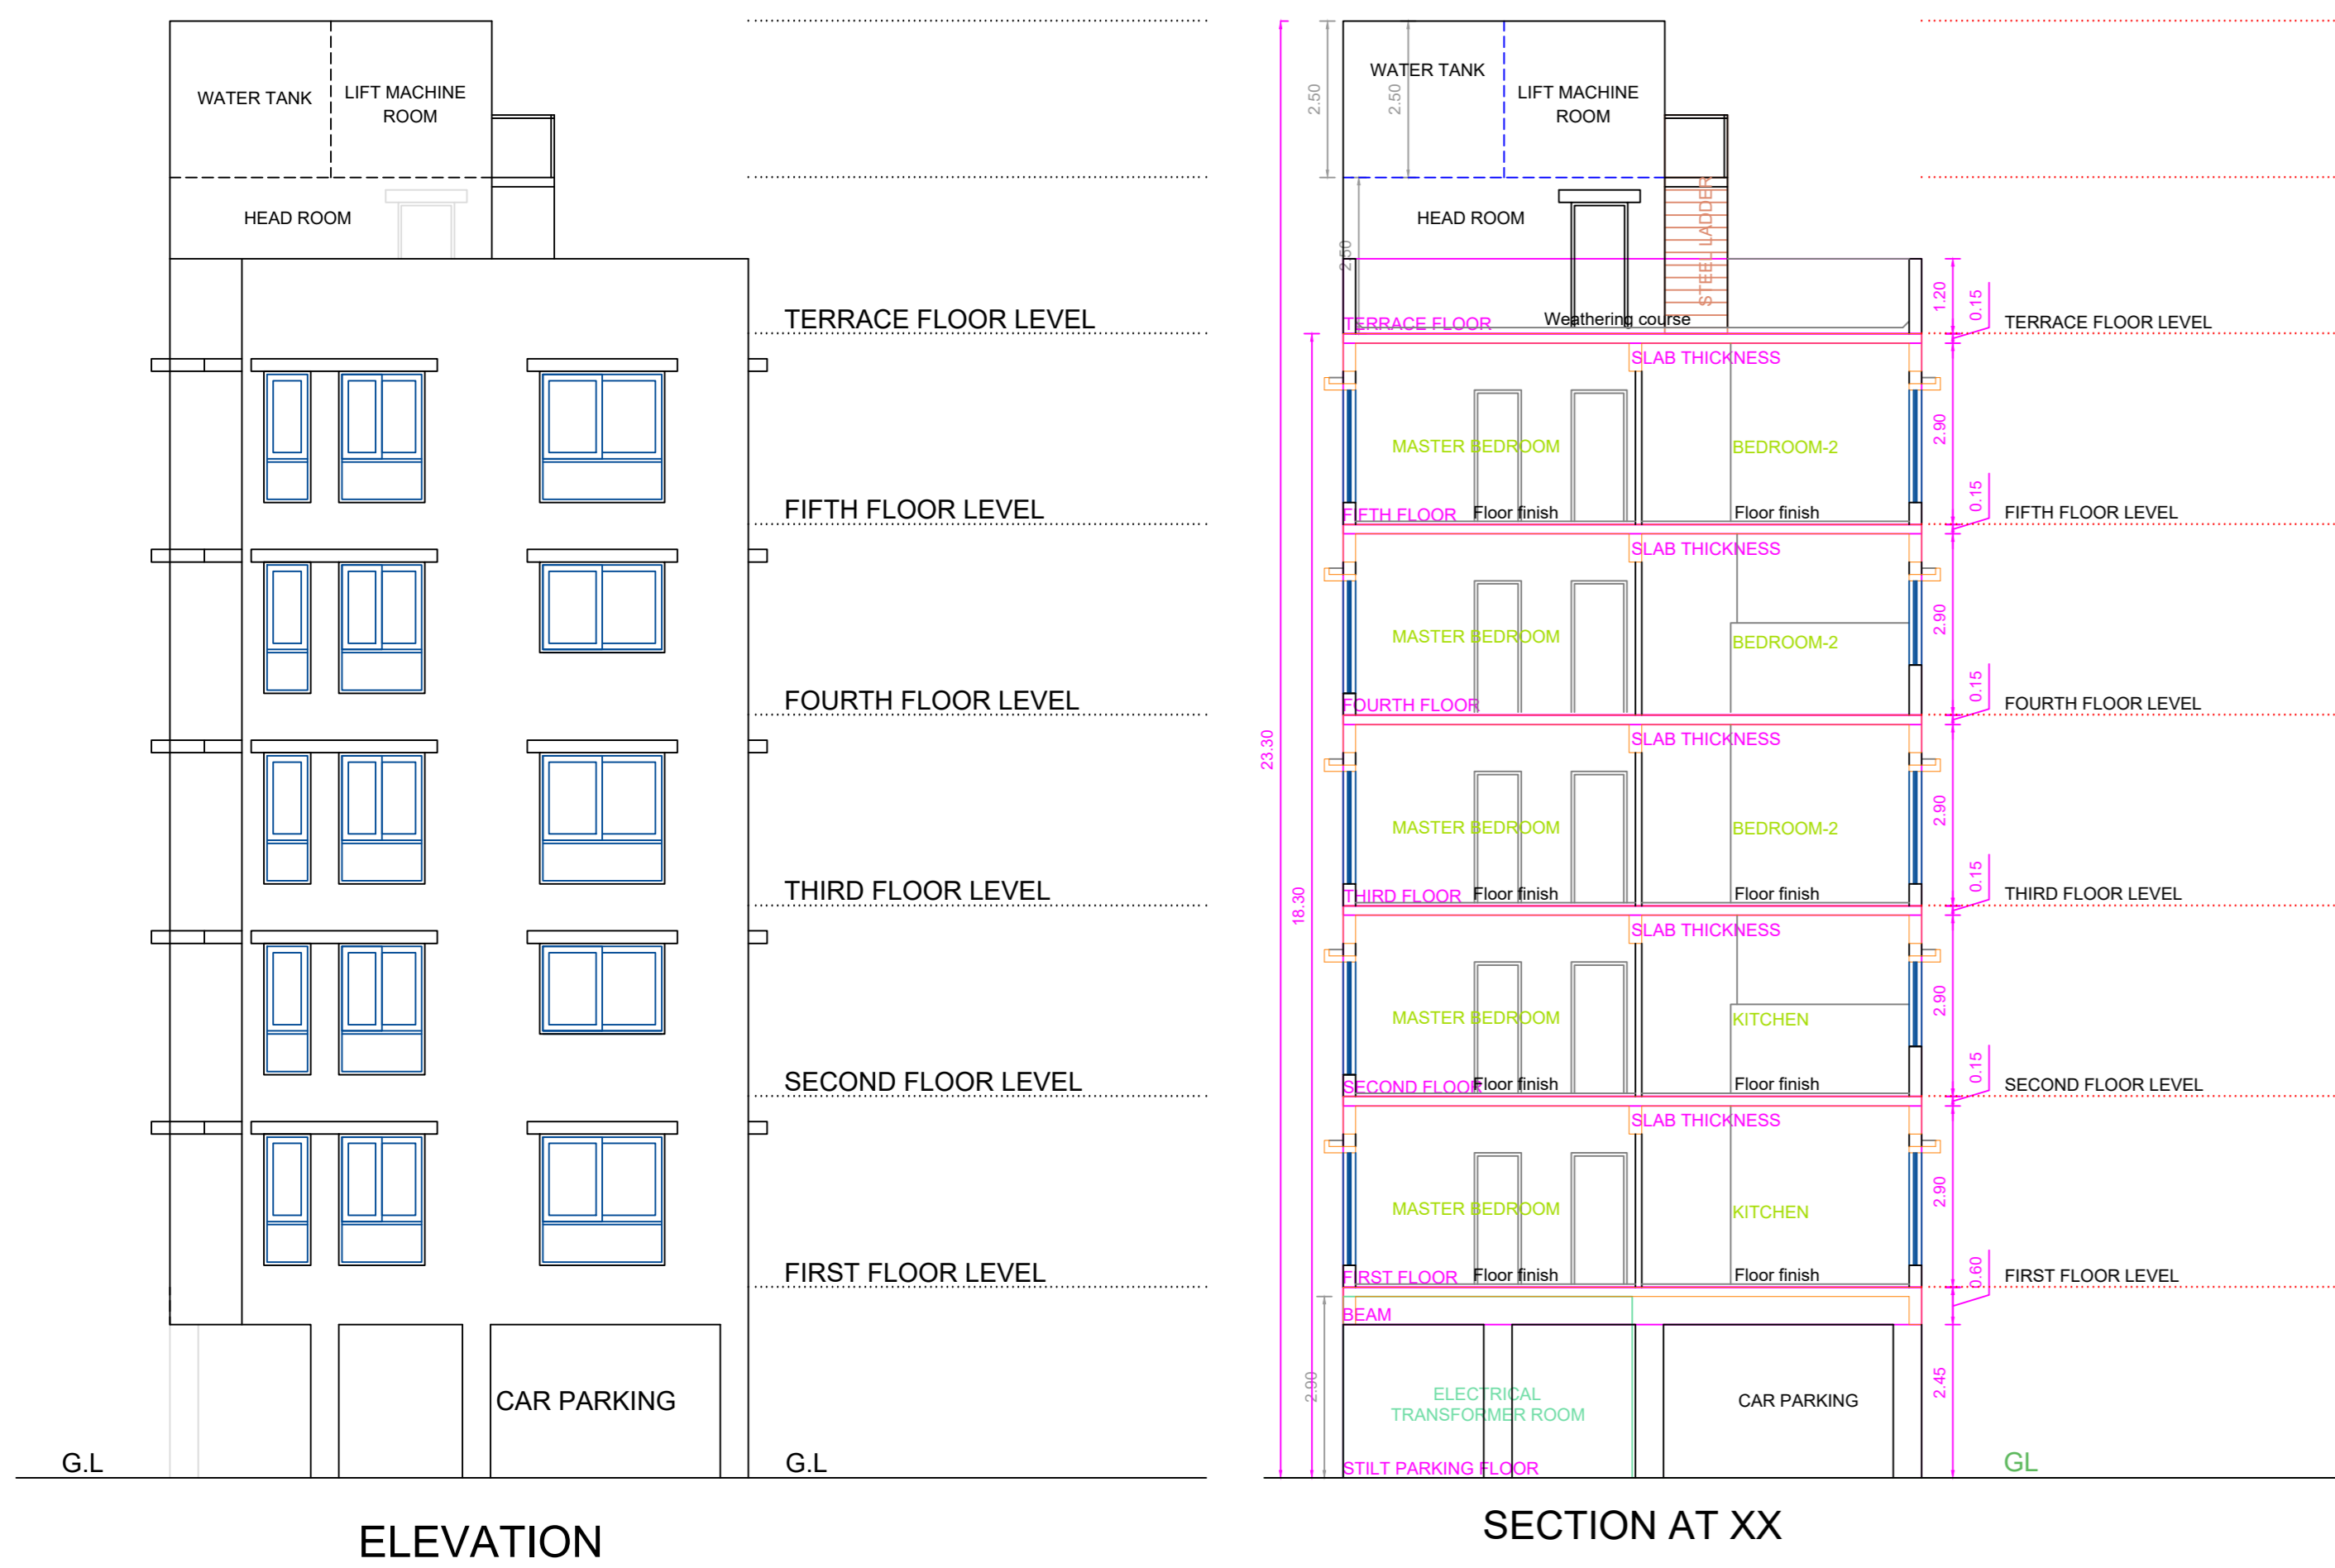 WATER TANK
LIFT MACHINE
ROOM
HEAD ROOM
TERRACE FLOOR LEVEL
FIFTH FLOOR LEVEL
FOURTH FLOOR LEVEL
THIRD FLOOR LEVEL
SECOND FLOOR LEVEL
FIRST FLOOR LEVEL
CAR PARKING
G.L
G.L
ELEVATION
WATER TANK
LIFT MACHINE
ROOM
2.50
2.50
HEAD ROOM
STEEL LADDER
2.50
1.20
0.15
TERRACE FLOOR
Weathering course
TERRACE FLOOR LEVEL
SLAB THICKNESS
MASTER BEDROOM
BEDROOM-2
2.90
0.15
FIFTH FLOOR
Floor finish
Floor finish
FIFTH FLOOR LEVEL
SLAB THICKNESS
MASTER BEDROOM
BEDROOM-2
2.90
0.15
FOURTH FLOOR
FOURTH FLOOR LEVEL
SLAB THICKNESS
23.30
MASTER BEDROOM
BEDROOM-2
2.90
0.15
18.30
THIRD FLOOR
Floor finish
Floor finish
THIRD FLOOR LEVEL
SLAB THICKNESS
MASTER BEDROOM
KITCHEN
2.90
0.15
SECOND FLOOR
Floor finish
Floor finish
SECOND FLOOR LEVEL
SLAB THICKNESS
MASTER BEDROOM
KITCHEN
2.90
0.60
FIRST FLOOR
Floor finish
Floor finish
FIRST FLOOR LEVEL
BEAM
2.90
ELECTRICAL
TRANSFORMER ROOM
CAR PARKING
2.45
STILT PARKING FLOOR
GL
SECTION AT XX